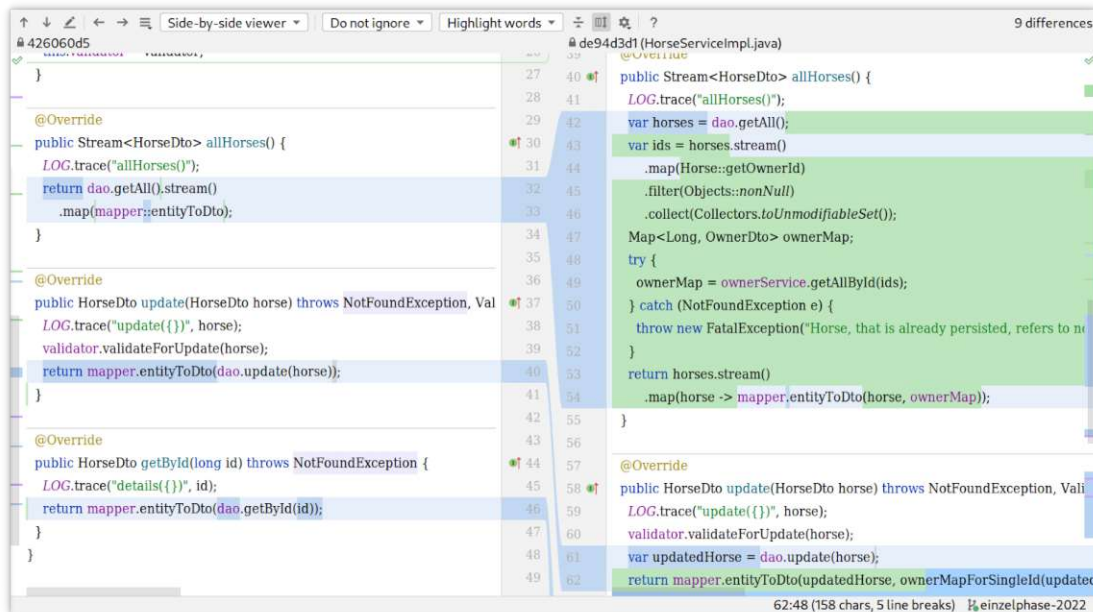 Side-by-side viewer Do not ignore Highlight words ? 9 differences
426060d5
27 }
28
29 @Override
30 public Stream<HorseDto> allHorses() {
31 LOG.trace("allHorses()");
32 return dao.getAll().stream()
33 .map(mapper::entityToDto);
34 }
35
36 @Override
37 public HorseDto update(HorseDto horse) throws NotFoundException, Val
38 LOG.trace("update({})", horse);
39 validator.validateForUpdate(horse);
40 return mapper.entityToDto(dao.update(horse));
41 }
42
43 @Override
44 public HorseDto getById(long id) throws NotFoundException {
45 LOG.trace("details({})", id);
46 return mapper.entityToDto(dao.getById(id));
47 }
48 }
49
de94d3d1 (HorseServiceImpl.java)
39 @Override
40 public Stream<HorseDto> allHorses() {
41 LOG.trace("allHorses()");
42 var horses = dao.getAll();
43 var ids = horses.stream()
44 .map(Horse::getOwnerId)
45 .filter(Objects::nonNull)
46 .collect(Collectors.toUnmodifiableSet());
47 Map<Long, OwnerDto> ownerMap;
48 try {
49 ownerMap = ownerService.getAllById(ids);
50 } catch (NotFoundException e) {
51 throw new FatalException("Horse, that is already persisted, refers to no
52 }
53 return horses.stream()
54 .map(horse -> mapper.entityToDto(horse, ownerMap));
55 }
56
57 @Override
58 public HorseDto update(HorseDto horse) throws NotFoundException, Vali
59 LOG.trace("update({})", horse);
60 validator.validateForUpdate(horse);
61 var updatedHorse = dao.update(horse);
62 return mapper.entityToDto(updatedHorse, ownerMapForSingleId(updated
62:48 (158 chars, 5 line breaks) einzelphase-2022